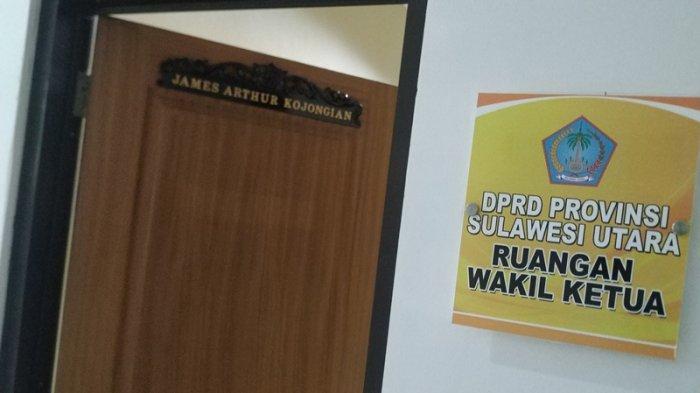 JAMES ARTHUR KOJONGIAN
DPRD PROVINSI
SULAWESI UTARA
RUANGAN
WAKIL KETUA